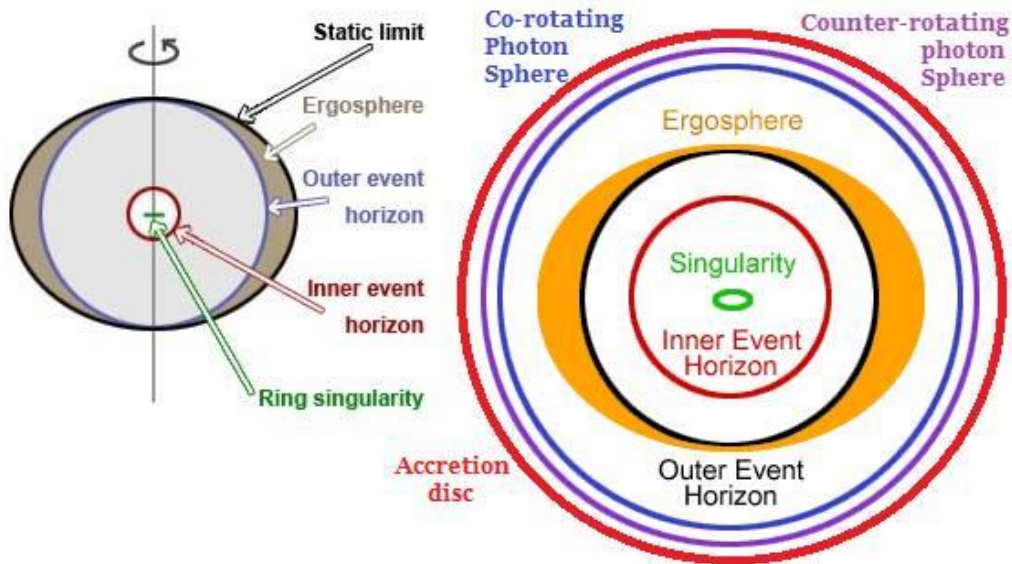 Static limit
Ergosphere
Outer event
horizon
Inner event
horizon
Ring singularity
Co-rotating
Photon
Sphere
Counter-rotating
photon
Sphere
Ergosphere
Singularity
Inner Event
Horizon
Outer Event
Horizon
Accretion
disc